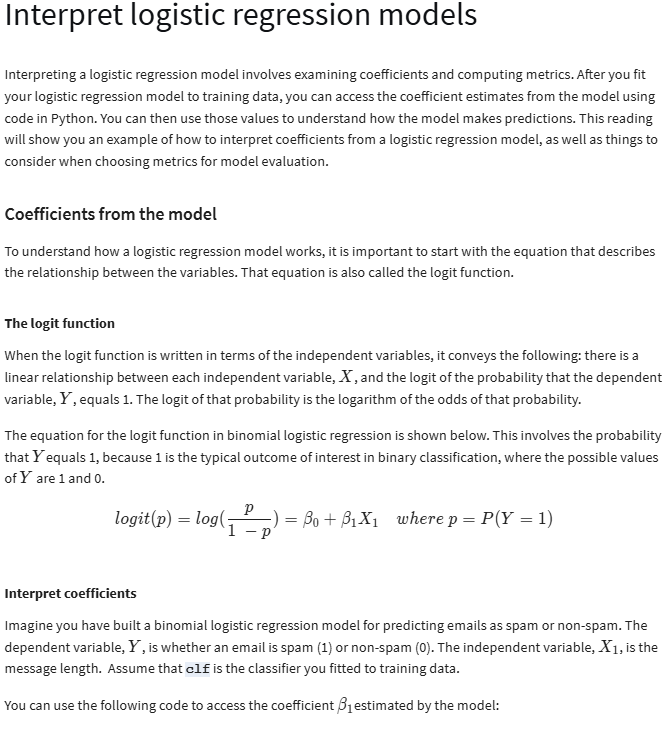 Interpret logistic regression models
Interpreting a logistic regression model involves examining coefficients and computing metrics. After you fit
your logistic regression model to training data, you can access the coefficient estimates from the model using
code in Python. You can then use those values to understand how the model makes predictions. This reading
will show you an example of how to interpret coefficients from a logistic regression model, as well as things to
consider when choosing metrics for model evaluation.
Coefficients from the model
To understand how a logistic regression model works, it is important to start with the equation that describes
the relationship between the variables. That equation is also called the logit function.
The logit function
When the logit function is written in terms of the independent variables, it conveys the following: there is a
linear relationship between each independent variable, X, and the logit of the probability that the dependent
variable, Y, equals 1. The logit of that probability is the logarithm of the odds of that probability.
The equation for the logit function in binomial logistic regression is shown below. This involves the probability
that Y equals 1, because 1 is the typical outcome of interest in binary classification, where the possible values
of Y are 1 and 0.
logit(p) = log(p / (1 − p)) = β₀ + β₁X₁ where p = P(Y = 1)
Interpret coefficients
Imagine you have built a binomial logistic regression model for predicting emails as spam or non-spam. The
dependent variable, Y, is whether an email is spam (1) or non-spam (0). The independent variable, X₁, is the
message length. Assume that clf is the classifier you fitted to training data.
You can use the following code to access the coefficient β₁ estimated by the model: